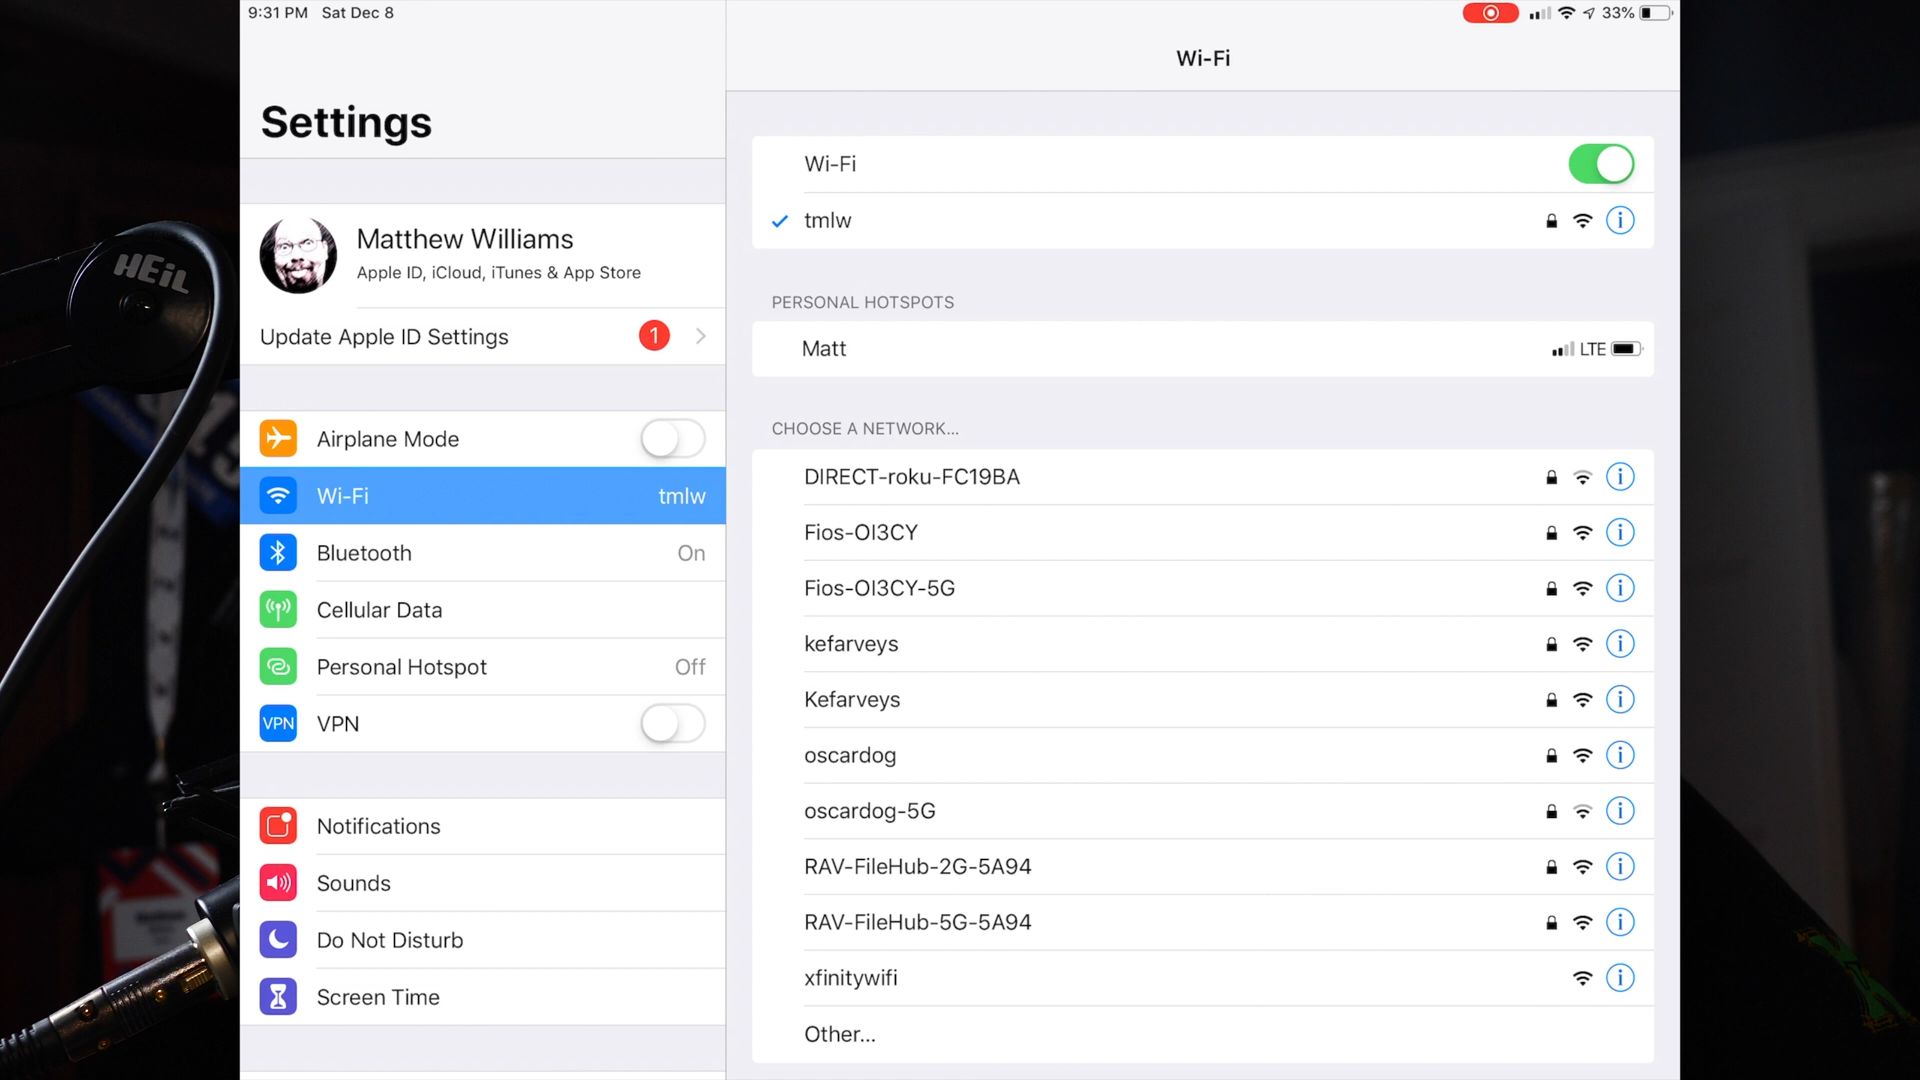 9:31 PM Sat Dec 8
33%
Settings
Wi-Fi
Matthew Williams
Apple ID, iCloud, iTunes & App Store
Update Apple ID Settings 1
Airplane Mode
Wi-Fi tmlw
Bluetooth On
Cellular Data
Personal Hotspot Off
VPN VPN
Notifications
Sounds
Do Not Disturb
Screen Time
Wi-Fi
tmlw
PERSONAL HOTSPOTS
Matt LTE
CHOOSE A NETWORK...
DIRECT-roku-FC19BA
Fios-OI3CY
Fios-OI3CY-5G
kefarveys
Kefarveys
oscardog
oscardog-5G
RAV-FileHub-2G-5A94
RAV-FileHub-5G-5A94
xfinitywifi
Other...
HEiL